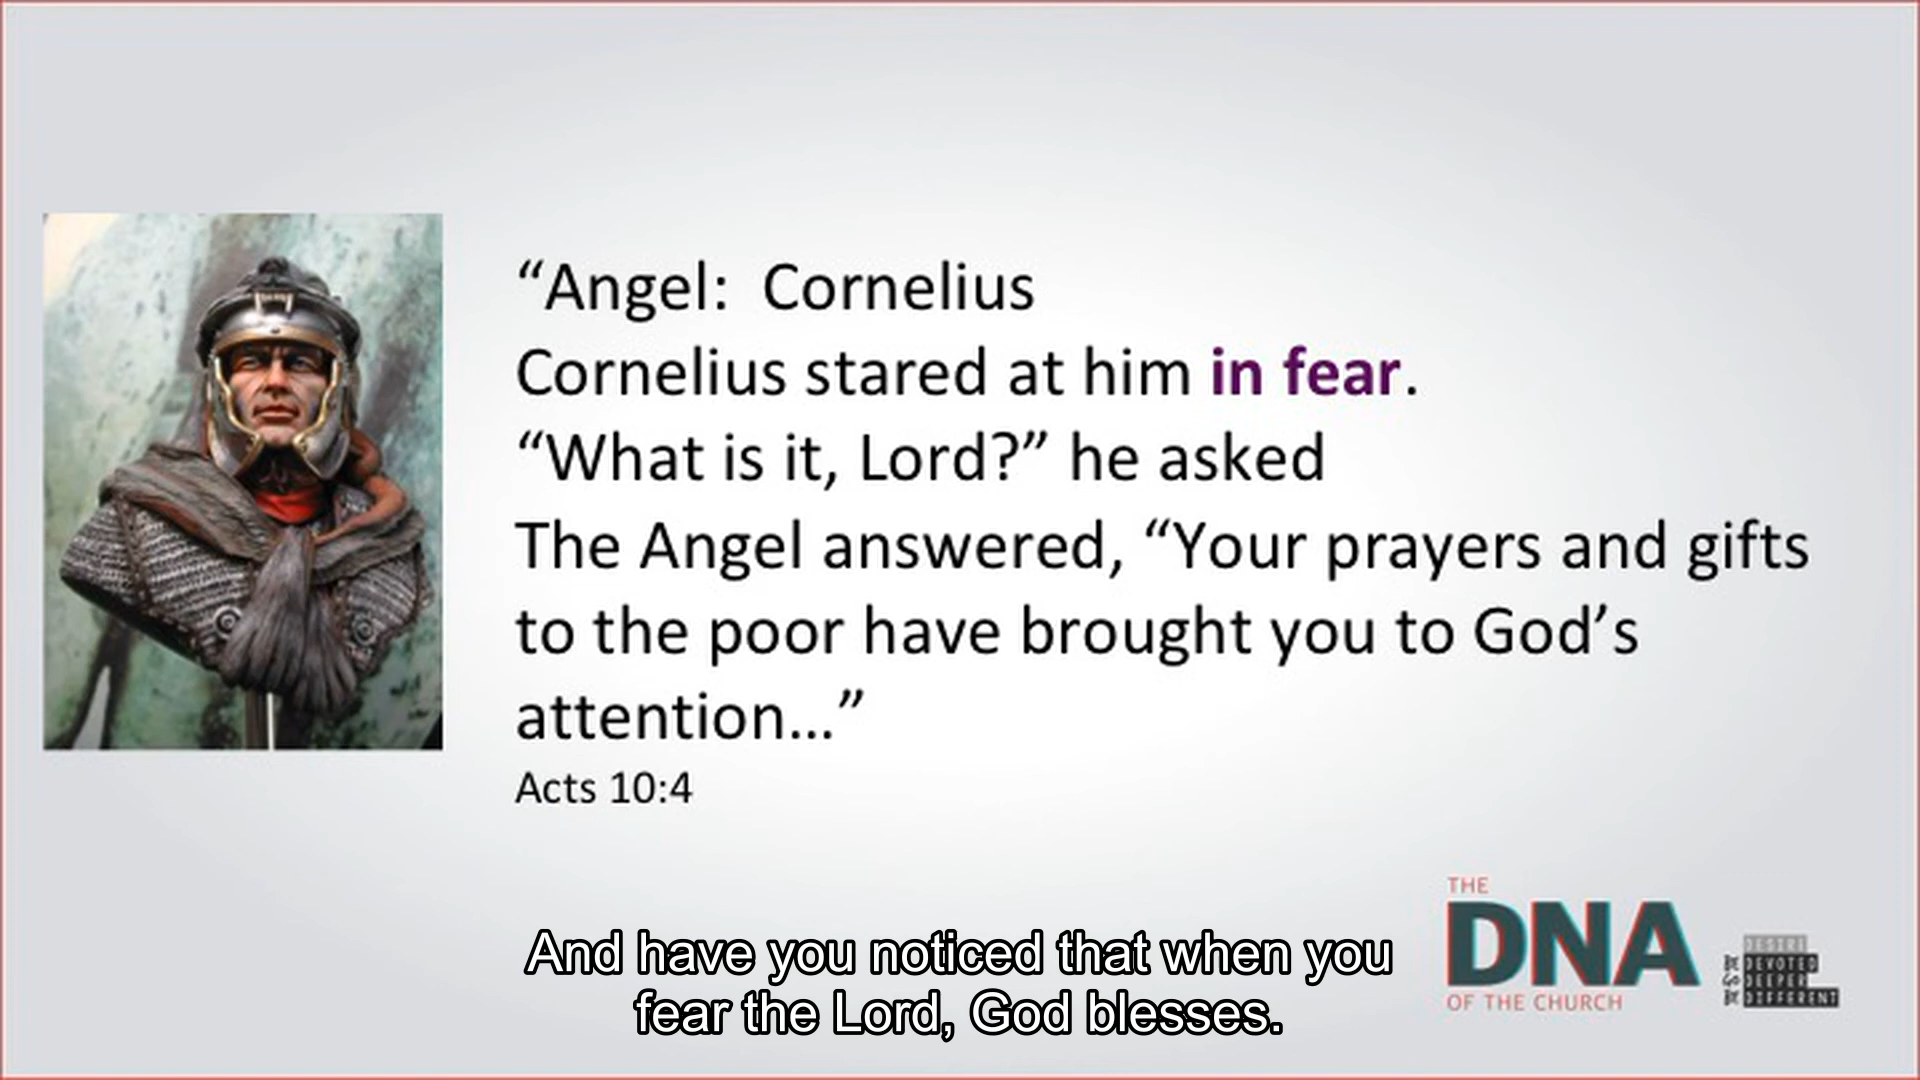 “Angel:  Cornelius
Cornelius stared at him in fear.
“What is it, Lord?” he asked
The Angel answered, “Your prayers and gifts
to the poor have brought you to God’s
attention...”
Acts 10:4
And have you noticed that when you
fear the Lord, God blesses.
THE
DNA
OF THE CHURCH
DESIRE
DEVOTED
DEEPER
DIFFERENT